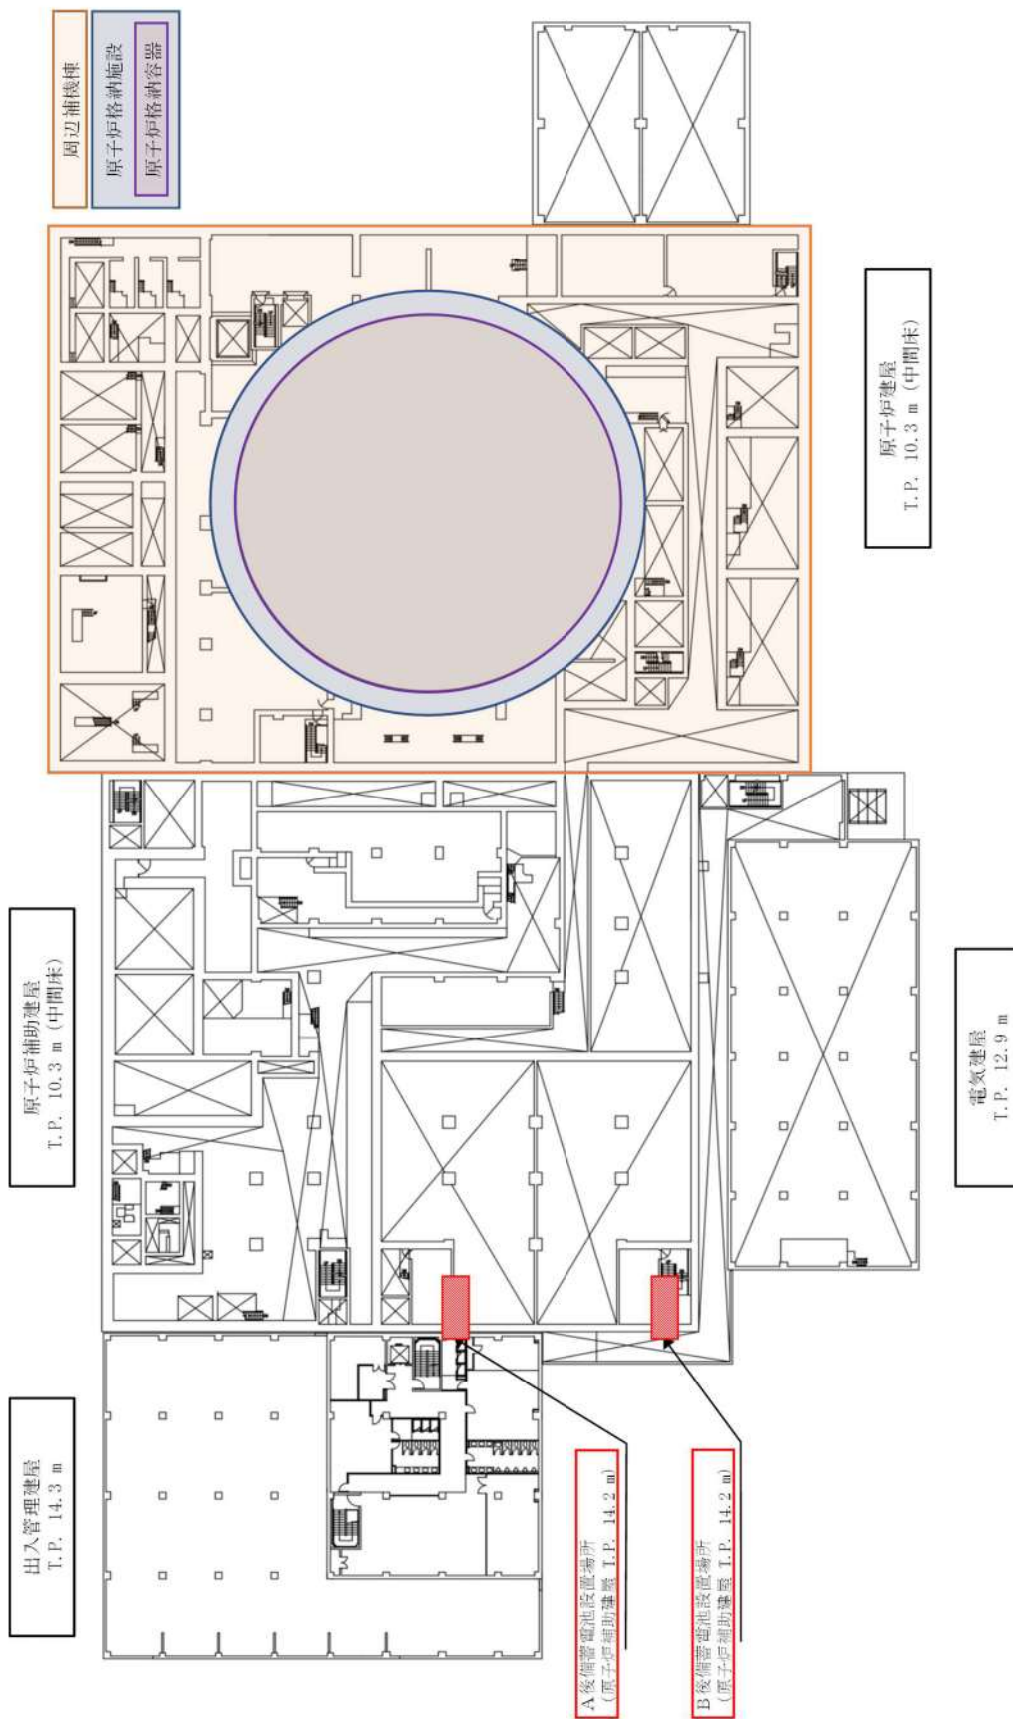 周辺補機棟
原子炉格納施設
原子炉格納容器
原子炉建屋
T.P. 10.3 m (中間床)
原子炉補助建屋
T.P. 10.3 m (中間床)
電気建屋
T.P. 12.9 m
出入管理建屋
T.P. 14.3 m
A後備蓄電池設置場所
(原子炉補助建屋 T.P. 14.2 m)
B後備蓄電池設置場所
(原子炉補助建屋 T.P. 14.2 m)